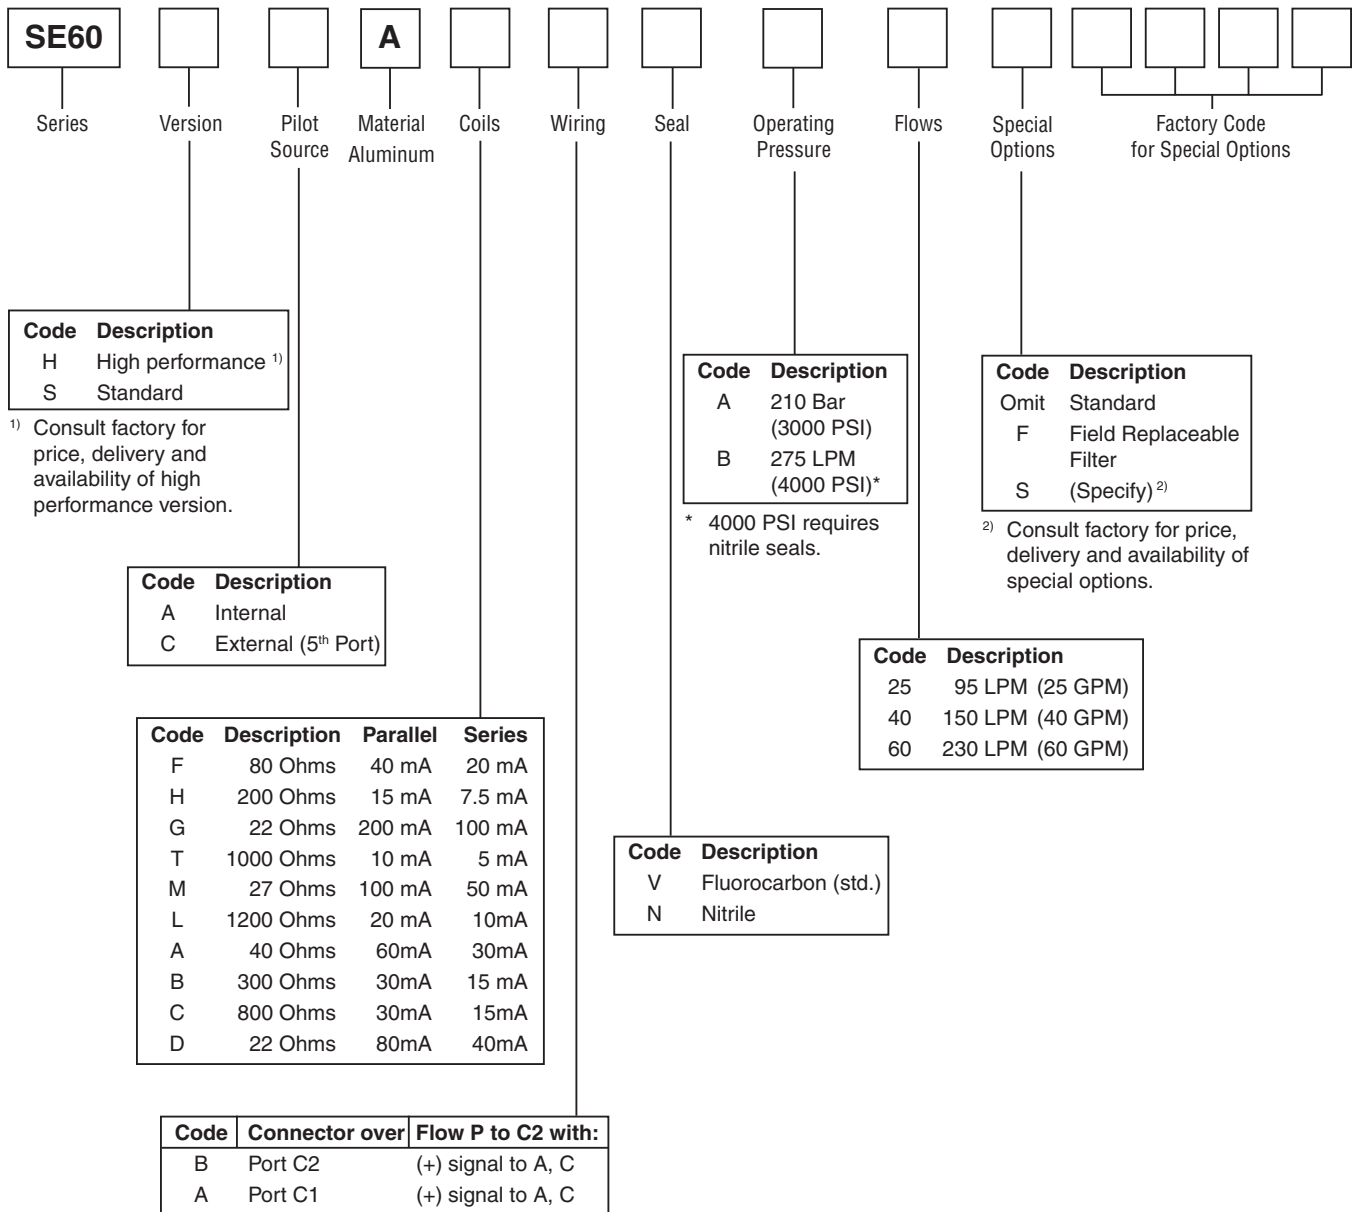 SE60 A
Series Version Pilot Source Material Aluminum Coils Wiring Seal Operating Pressure Flows Special Options Factory Code for Special Options
Code Description
H High performance 1)
S Standard
1) Consult factory for
price, delivery and
availability of high
performance version.
Code Description
A 210 Bar
(3000 PSI)
B 275 LPM
(4000 PSI)*
* 4000 PSI requires
nitrile seals.
Code Description
Omit Standard
F Field Replaceable
Filter
S (Specify) 2)
2) Consult factory for price,
delivery and availability of
special options.
Code Description
A Internal
C External (5th Port)
Code Description
25 95 LPM (25 GPM)
40 150 LPM (40 GPM)
60 230 LPM (60 GPM)
Code Description Parallel Series
F 80 Ohms 40 mA 20 mA
H 200 Ohms 15 mA 7.5 mA
G 22 Ohms 200 mA 100 mA
T 1000 Ohms 10 mA 5 mA
M 27 Ohms 100 mA 50 mA
L 1200 Ohms 20 mA 10mA
A 40 Ohms 60mA 30mA
B 300 Ohms 30mA 15 mA
C 800 Ohms 30mA 15mA
D 22 Ohms 80mA 40mA
Code Description
V Fluorocarbon (std.)
N Nitrile
Code Connector over Flow P to C2 with:
B Port C2 (+) signal to A, C
A Port C1 (+) signal to A, C